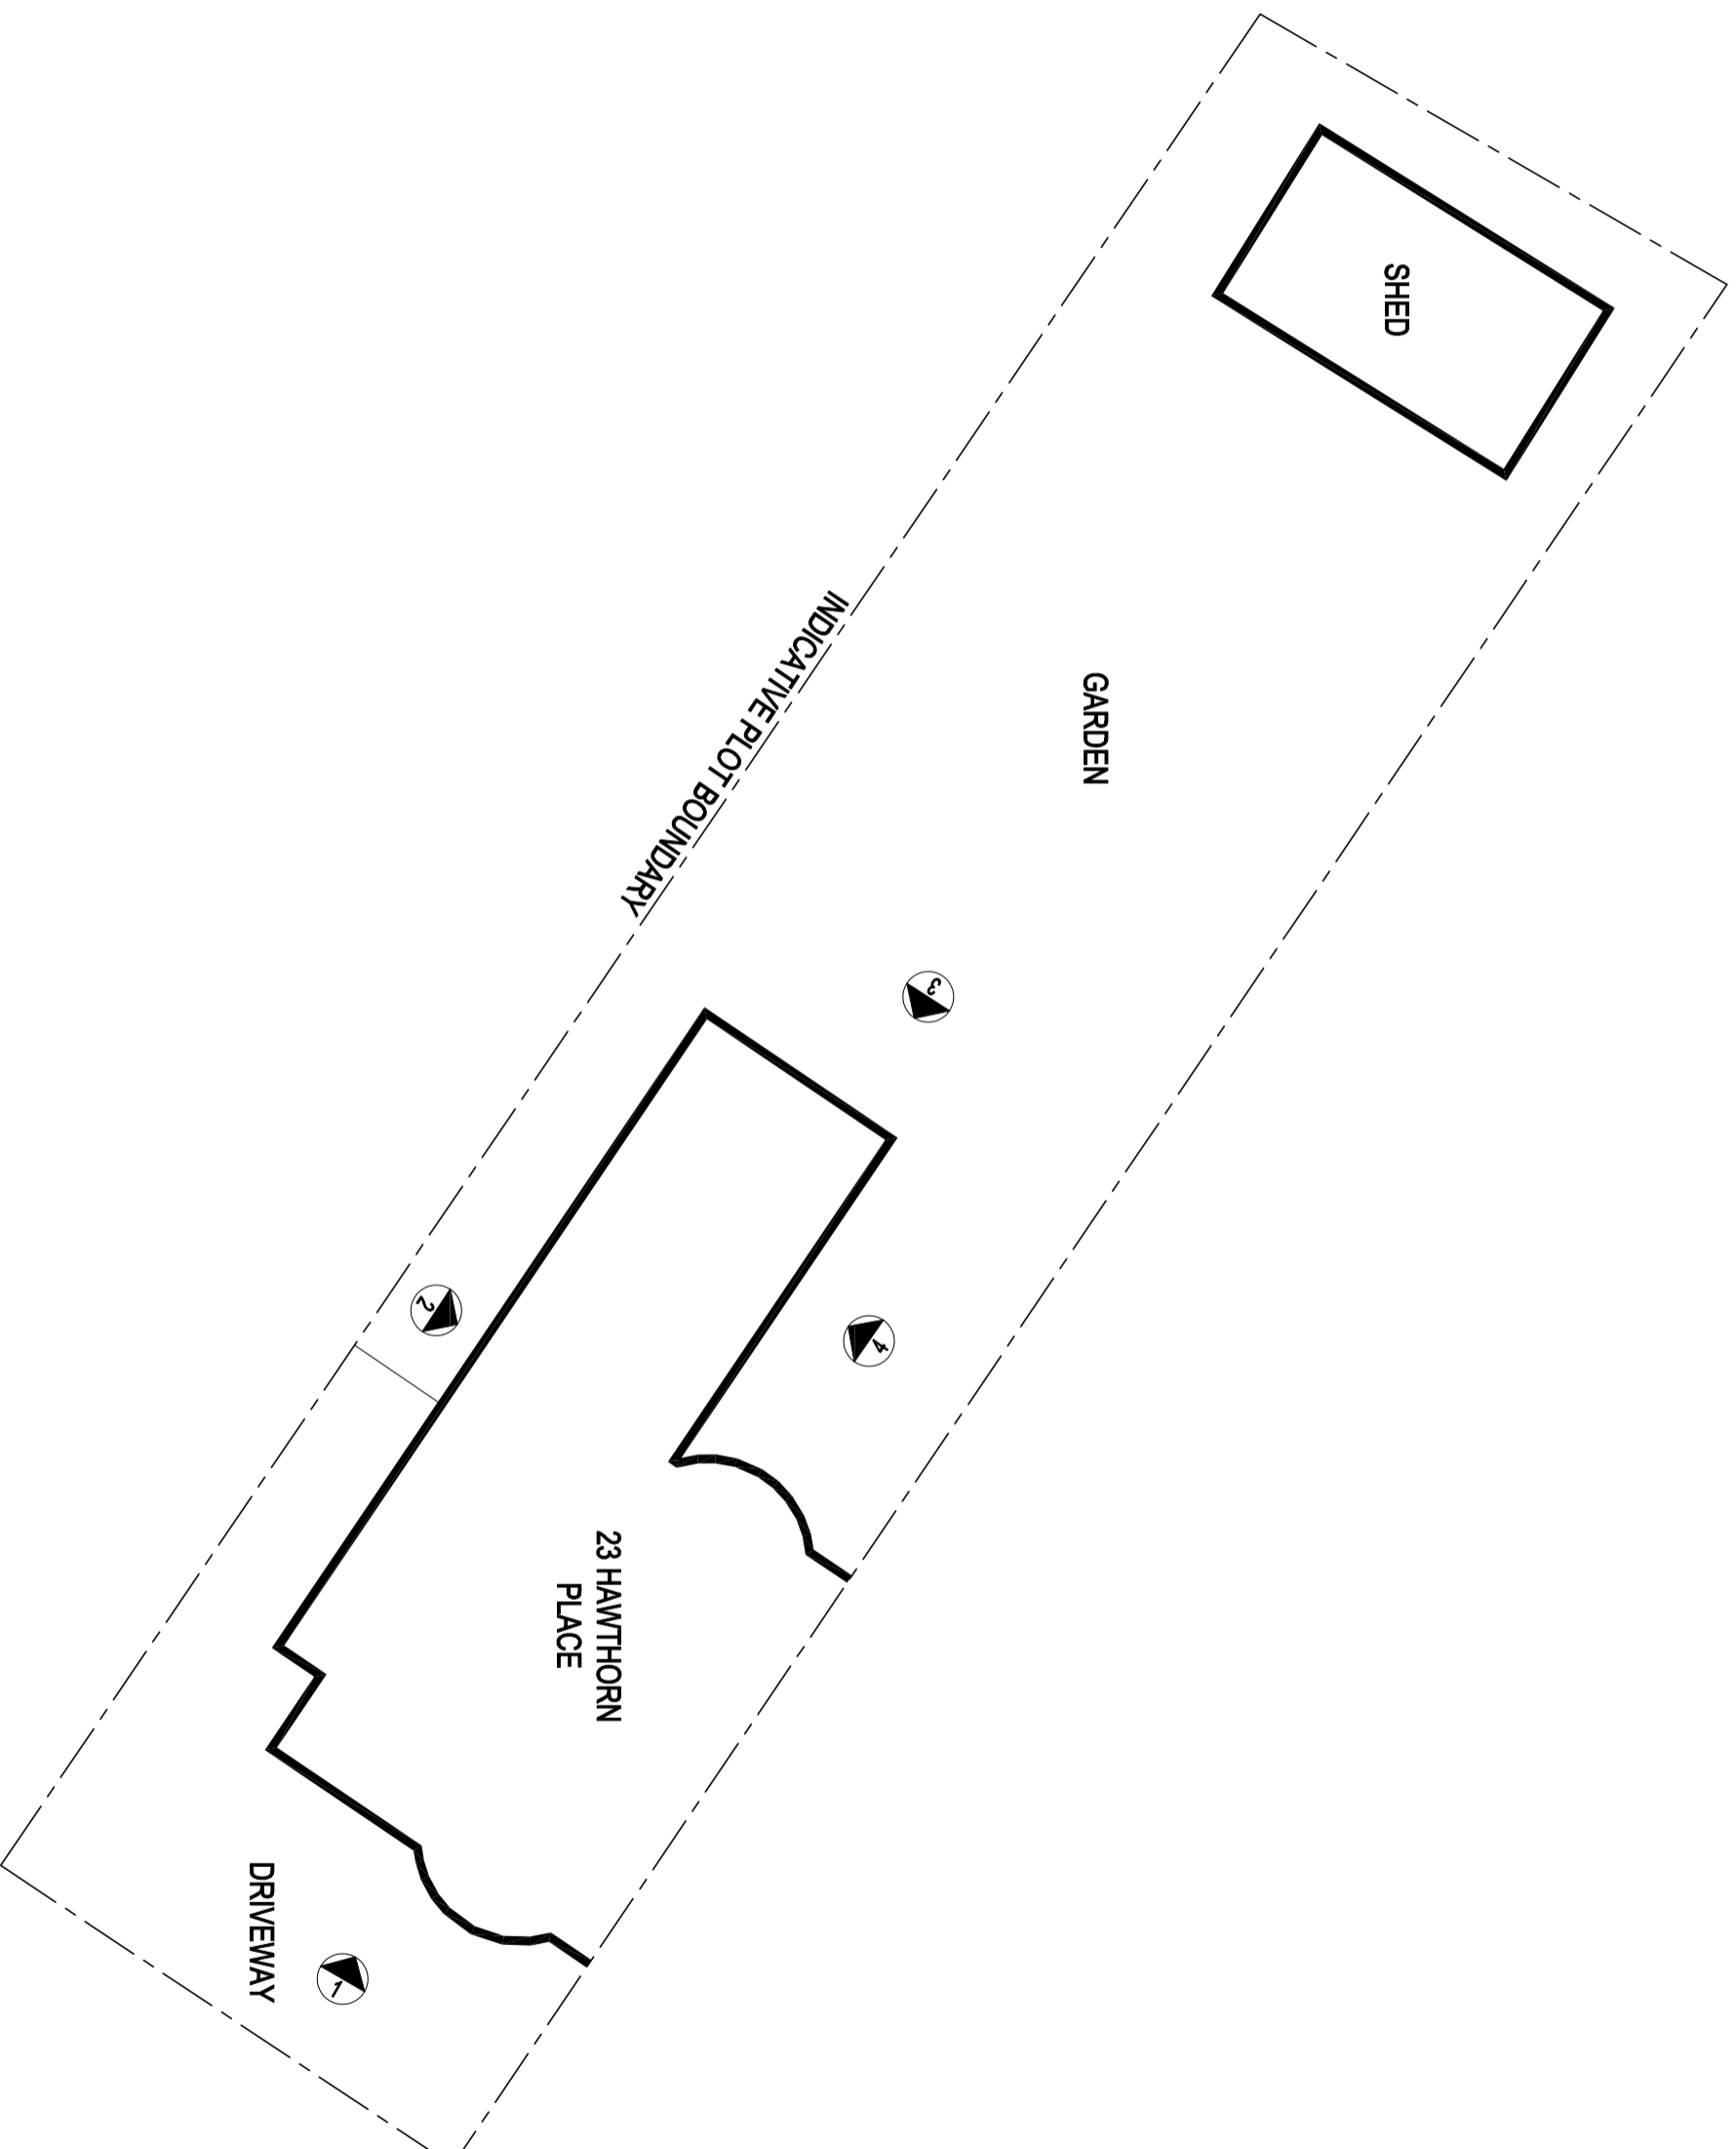 SHED
GARDEN
INDICATIVE PLOT BOUNDARY
3
2
4
23 HAWTHORN
PLACE
DRIVEWAY
1